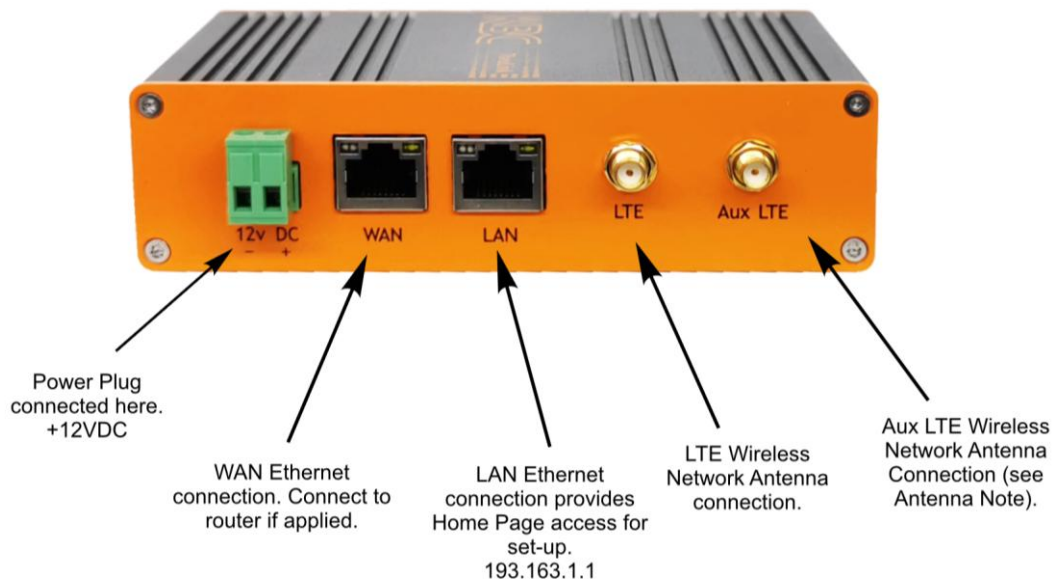 12v DC
- +
WAN
LAN
LTE
Aux LTE
Power Plug
connected here.
+12VDC
WAN Ethernet
connection. Connect to
router if applied.
LAN Ethernet
connection provides
Home Page access for
set-up.
193.163.1.1
LTE Wireless
Network Antenna
connection.
Aux LTE Wireless
Network Antenna
Connection (see
Antenna Note).